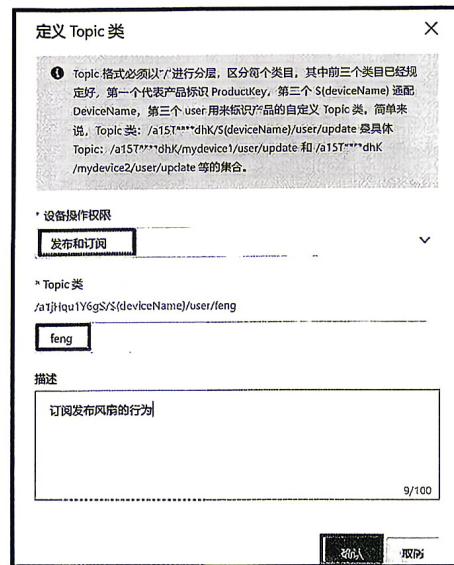 定义 Topic 类
Topic 格式必须以"/"进行分层，区分每个类目，其中前三个类目已经规
定好，第一个代表产品标识 ProductKey，第二个 ${deviceName} 通配
DeviceName，第三个 user 用来标识产品的自定义 Topic 类，简单来
说，Topic 类：/a15T****dhK/${deviceName}/user/update 是具体
Topic：/a15T****dhK/mydevice1/user/update 和 /a15T****dhK
/mydevice2/user/update 等的集合。
* 设备操作权限
发布和订阅
* Topic 类
/a1jHqu1Y6gS/${deviceName}/user/feng
feng
描述
订阅发布风扇的行为
9/100
确认 取消